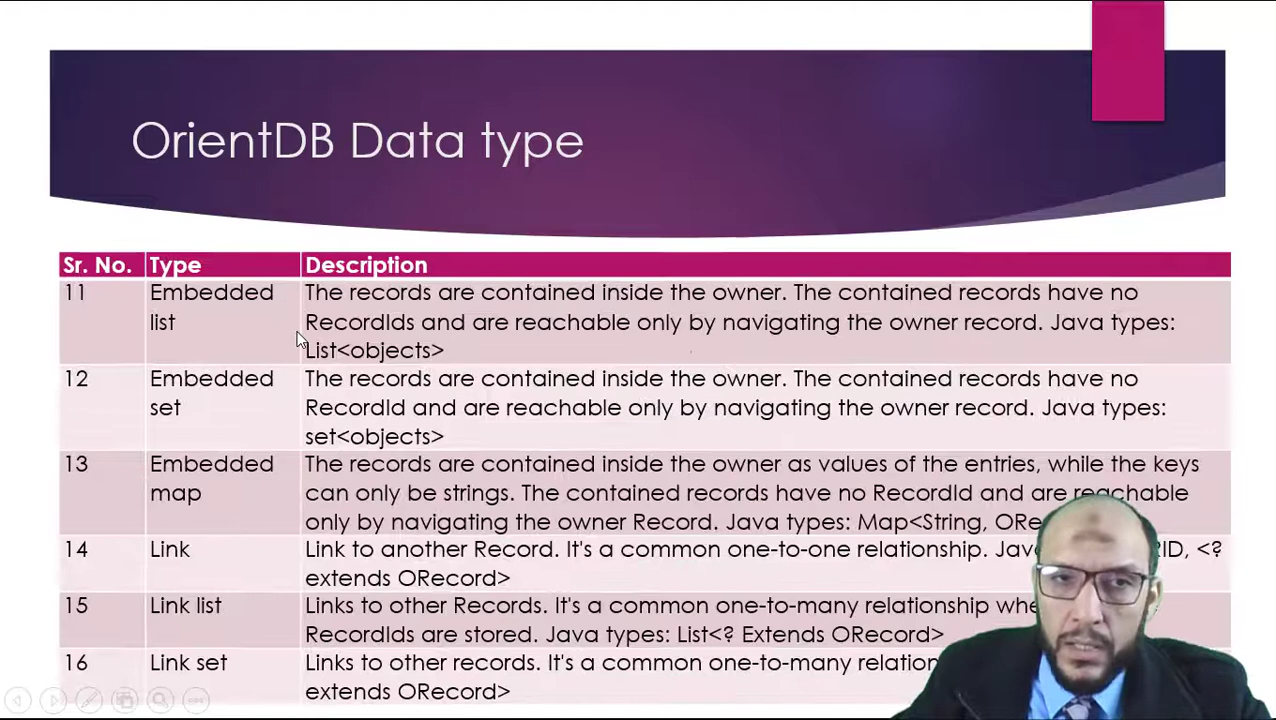 OrientDB Data type
Sr. No. Type Description
11 Embedded list The records are contained inside the owner. The contained records have no
RecordIds and are reachable only by navigating the owner record. Java types:
List<objects>
12 Embedded set The records are contained inside the owner. The contained records have no
RecordId and are reachable only by navigating the owner record. Java types:
set<objects>
13 Embedded map The records are contained inside the owner as values of the entries, while the keys
can only be strings. The contained records have no RecordId and are reachable
only by navigating the owner Record. Java types: Map<String,
14 Link Link to another Record. It's a common one-to-one relationship. <?
extends ORecord>
15 Link list Links to other Records. It's a common one-to-many relationship
RecordIds are stored. Java types: List<? Extends ORecord>
16 Link set Links to other records. It's a common one-to-many
extends ORecord>